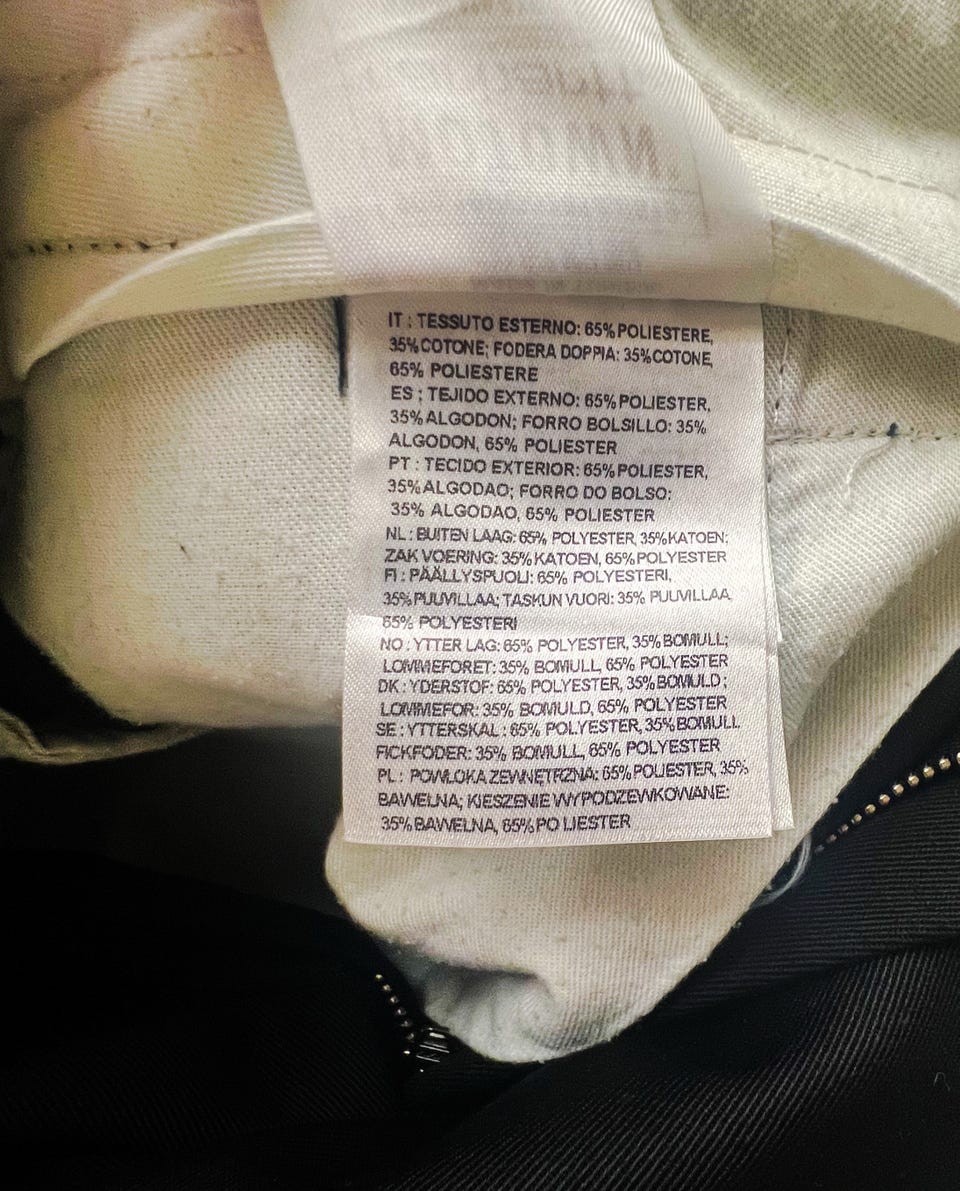 IT : TESSUTO ESTERNO: 65% POLIESTERE,
35% COTONE; FODERA DOPPIA: 35% COTONE,
65% POLIESTERE
ES : TEJIDO EXTERNO: 65% POLIESTER,
35% ALGODON; FORRO BOLSILLO: 35%
ALGODON, 65% POLIESTER
PT : TECIDO EXTERIOR: 65% POLIESTER,
35% ALGODAO; FORRO DO BOLSO:
35% ALGODAO, 65% POLIESTER
NL : BUITEN LAAG: 65% POLYESTER, 35% KATOEN;
ZAK VOERING: 35% KATOEN, 65% POLYESTER
FI : PÄÄLLYSPUOLI: 65% POLYESTERI,
35% PUUVILLAA; TASKUN VUORI: 35% PUUVILLAA
65% POLYESTERI
NO : YTTER LAG: 65% POLYESTER, 35% BOMULL;
LOMMEFORET: 35% BOMULL, 65% POLYESTER
DK : YDERSTOF: 65% POLYESTER, 35% BOMULD ;
LOMMEFOR: 35% BOMULD, 65% POLYESTER
SE : YTTERSKAL : 65% POLYESTER, 35% BOMULL
FICKFODER: 35% BOMULL, 65% POLYESTER
PL : POWLOKA ZEWNĘTRZNA: 65% POLIESTER, 35%
BAWELNA; KIESZENIE WYPODZEWKOWANE:
35% BAWELNA, 65% POLIESTER